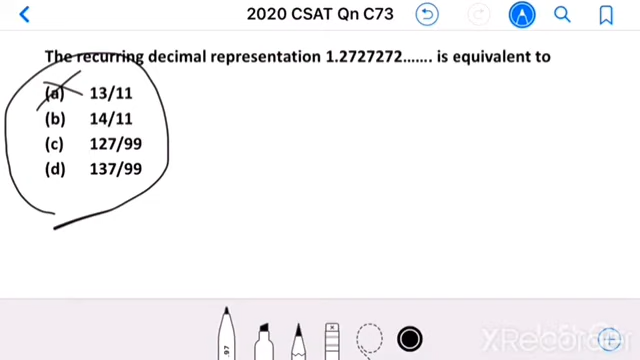 2020 CSAT Qn C73
The recurring decimal representation 1.2727272....... is equivalent to
(a) 13/11
(b) 14/11
(c) 127/99
(d) 137/99
.97
XRecorder